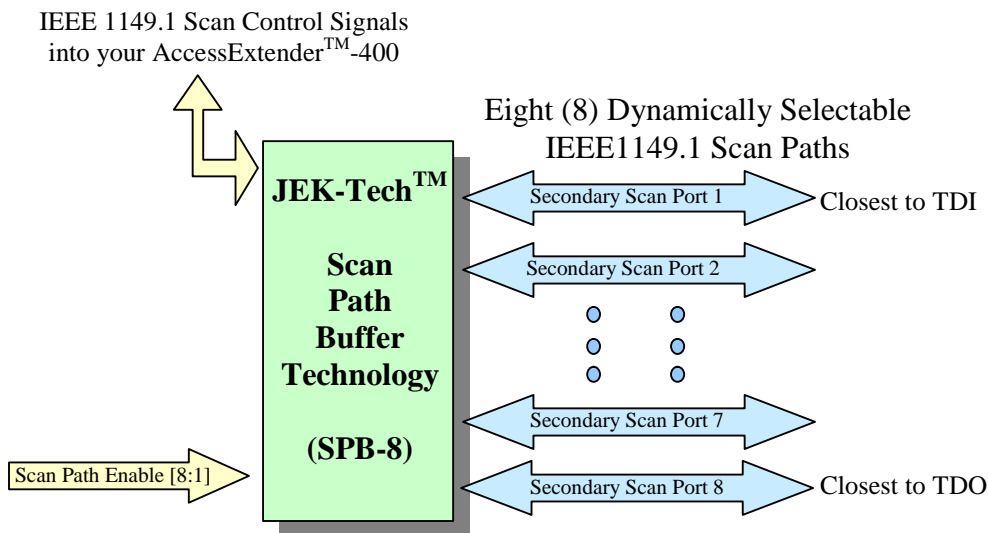 IEEE 1149.1 Scan Control Signals
into your AccessExtender™-400
Eight (8) Dynamically Selectable
IEEE1149.1 Scan Paths
JEK-Tech™
Scan
Path
Buffer
Technology
(SPB-8)
Secondary Scan Port 1
Closest to TDI
Secondary Scan Port 2
Secondary Scan Port 7
Scan Path Enable [8:1]
Secondary Scan Port 8
Closest to TDO